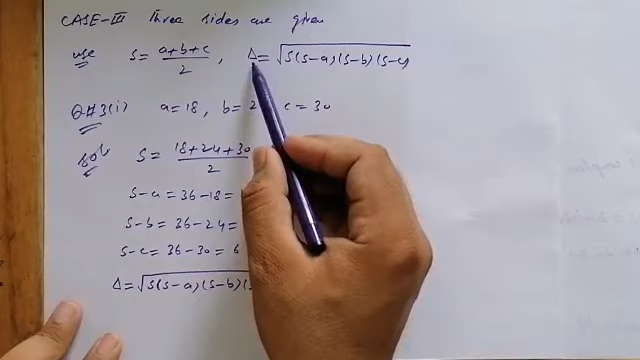 CASE-III Three sides are given
use S = a+b+c / 2 , Δ = √S(S-a)(S-b)(S-c)
Q#3(i) a=18, b=2 c=30
Sol: S = 18+24+30 / 2
S-a = 36-18 =
S-b = 36-24 =
S-c = 36-30 = 6
Δ = √S(S-a)(S-b)(S